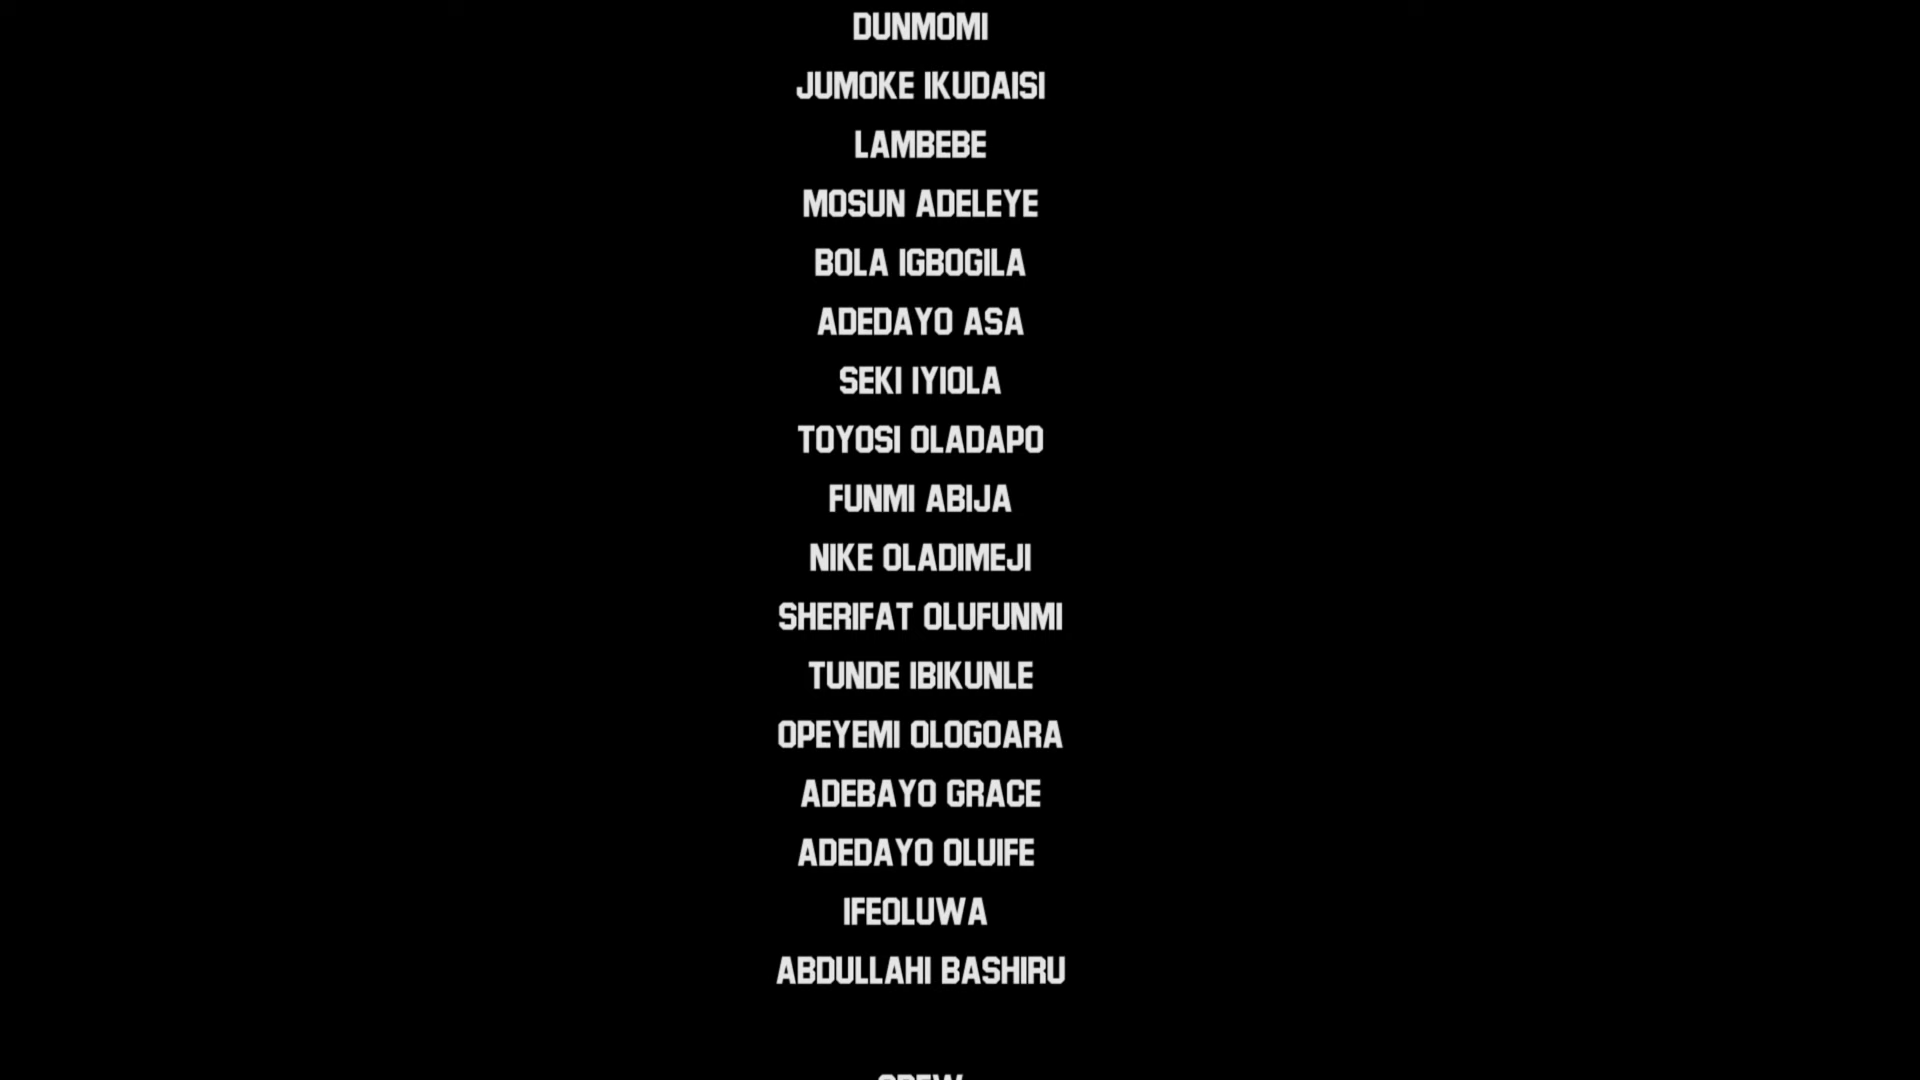 DUNMOMI
JUMOKE IKUDAISI
LAMBEBE
MOSUN ADELEYE
BOLA IGBOGILA
ADEDAYO ASA
SEKI IYIOLA
TOYOSI OLADAPO
FUNMI ABIJA
NIKE OLADIMEJI
SHERIFAT OLUFUNMI
TUNDE IBIKUNLE
OPEYEMI OLOGOARA
ADEBAYO GRACE
ADEDAYO OLUIFE
IFEOLUWA
ABDULLAHI BASHIRU